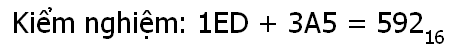 Kiểm nghiệm: 1ED + 3A5 = 592₁₆